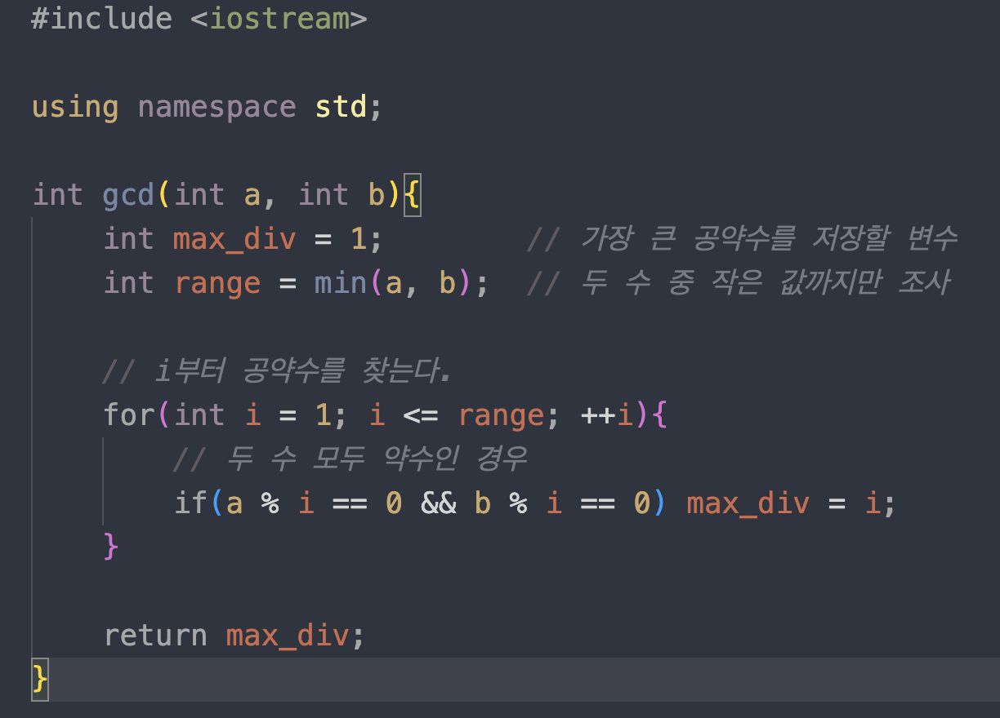 #include <iostream>
using namespace std;
int gcd(int a, int b){
    int max_div = 1;        // 가장 큰 공약수를 저장할 변수
    int range = min(a, b);  // 두 수 중 작은 값까지만 조사
    // i부터 공약수를 찾는다.
    for(int i = 1; i <= range; ++i){
        // 두 수 모두 약수인 경우
        if(a % i == 0 && b % i == 0) max_div = i;
    }
    return max_div;
}